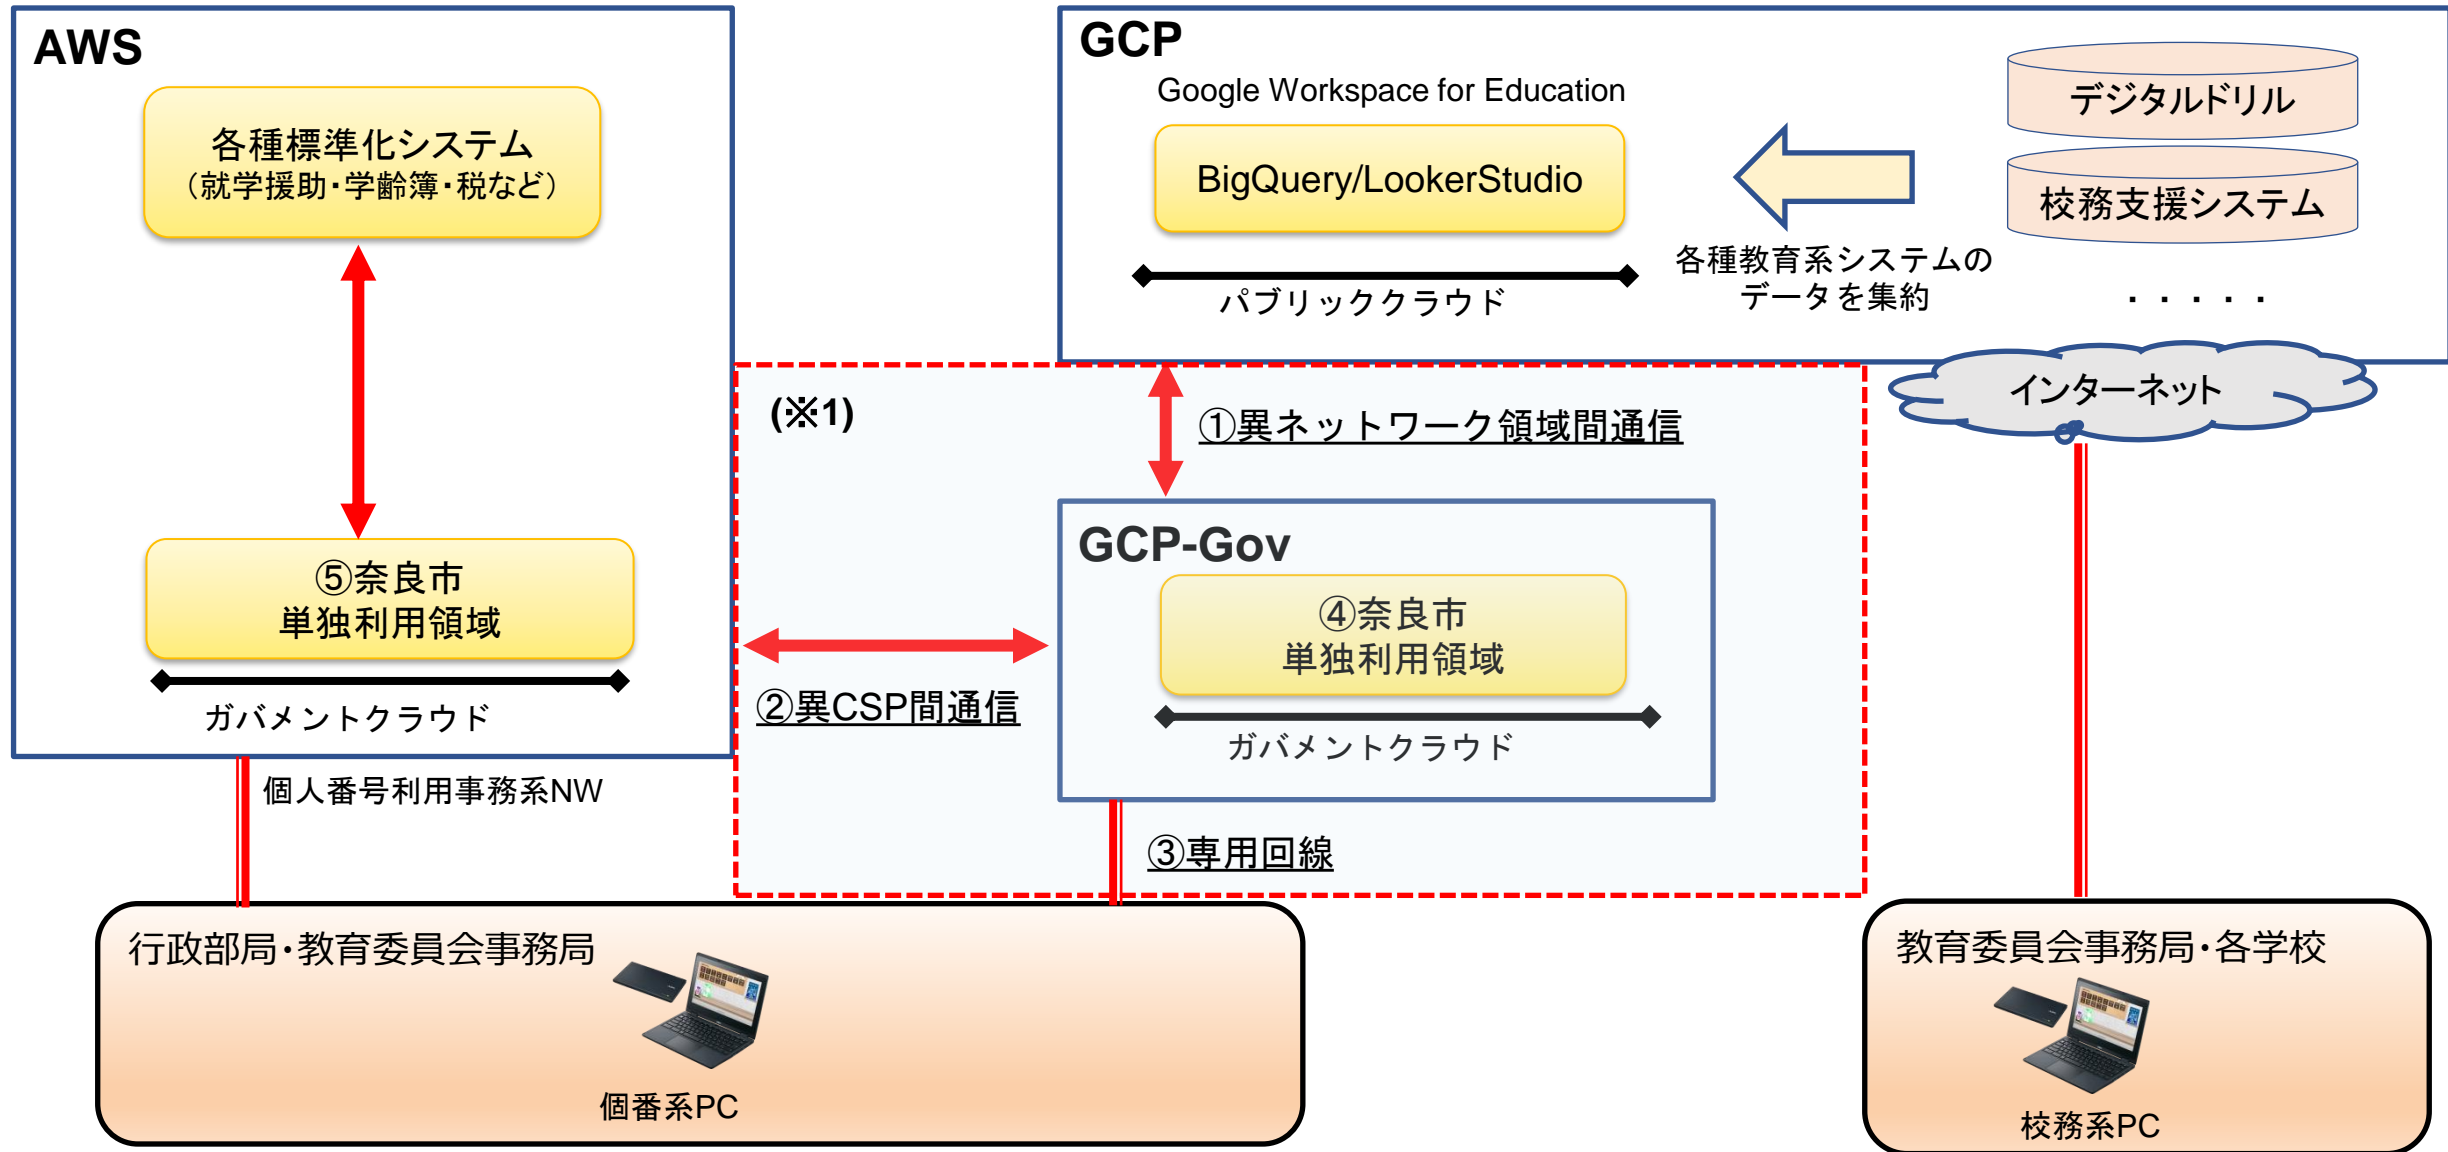 AWS
各種標準化システム
（就学援助・学齢簿・税など）
⑤奈良市
単独利用領域
ガバメントクラウド
個人番号利用事務系NW
GCP
Google Workspace for Education
BigQuery/LookerStudio
パブリッククラウド
各種教育系システムの
データを集約
デジタルドリル
校務支援システム
・・・・・
インターネット
(※1)
①異ネットワーク領域間通信
②異CSP間通信
GCP-Gov
④奈良市
単独利用領域
ガバメントクラウド
③専用回線
行政部局・教育委員会事務局
個番系PC
教育委員会事務局・各学校
校務系PC